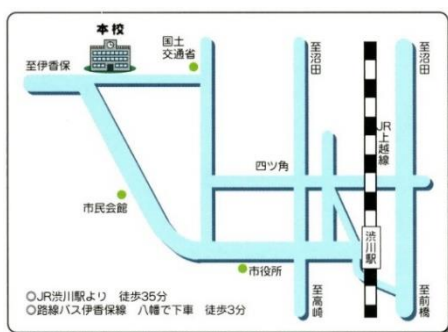 本校
国土
交通省
至伊香保
至沼田
至沼田
JR上越線
四ツ角
市民会館
渋川駅
市役所
至高崎
至前橋
○JR渋川駅より 徒歩35分
○路線バス伊香保線 八幡で下車 徒歩3分